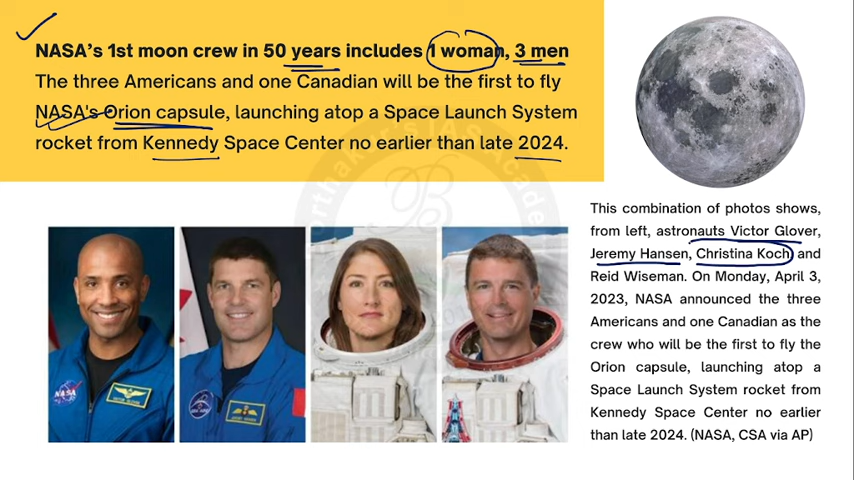 NASA's 1st moon crew in 50 years includes 1 woman, 3 men
The three Americans and one Canadian will be the first to fly
NASA's Orion capsule, launching atop a Space Launch System
rocket from Kennedy Space Center no earlier than late 2024.
This combination of photos shows,
from left, astronauts Victor Glover,
Jeremy Hansen, Christina Koch and
Reid Wiseman. On Monday, April 3,
2023, NASA announced the three
Americans and one Canadian as the
crew who will be the first to fly the
Orion capsule, launching atop a
Space Launch System rocket from
Kennedy Space Center no earlier
than late 2024. (NASA, CSA via AP)
NASA